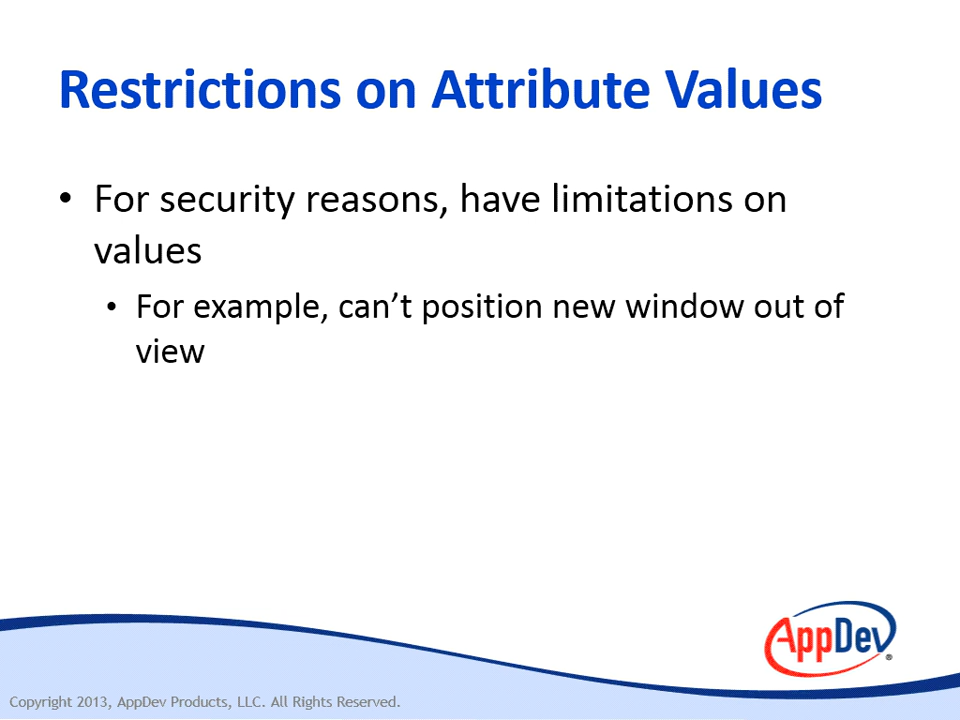 Restrictions on Attribute Values
• For security reasons, have limitations on
values
• For example, can’t position new window out of
view
AppDev®
Copyright 2013, AppDev Products, LLC. All Rights Reserved.